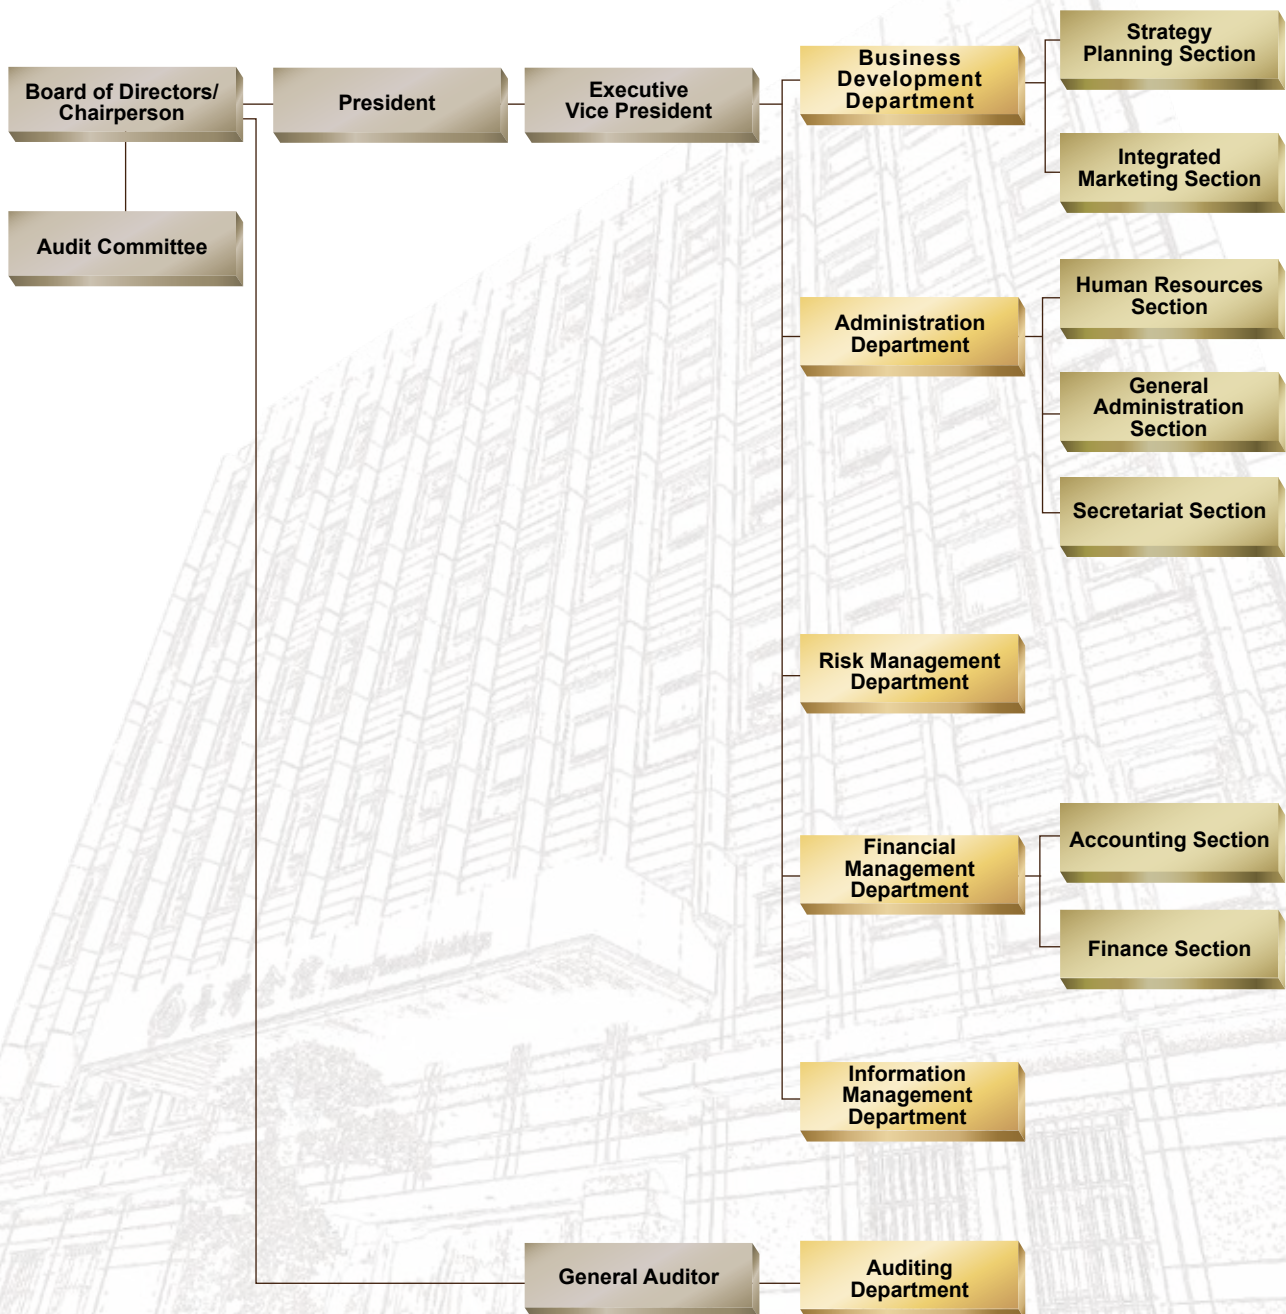 Board of Directors/
Chairperson
President
Executive
Vice President
Business
Development
Department
Strategy
Planning Section
Integrated
Marketing Section
Audit Committee
Administration
Department
Human Resources
Section
General
Administration
Section
Secretariat Section
Risk Management
Department
Financial
Management
Department
Accounting Section
Finance Section
Information
Management
Department
General Auditor
Auditing
Department